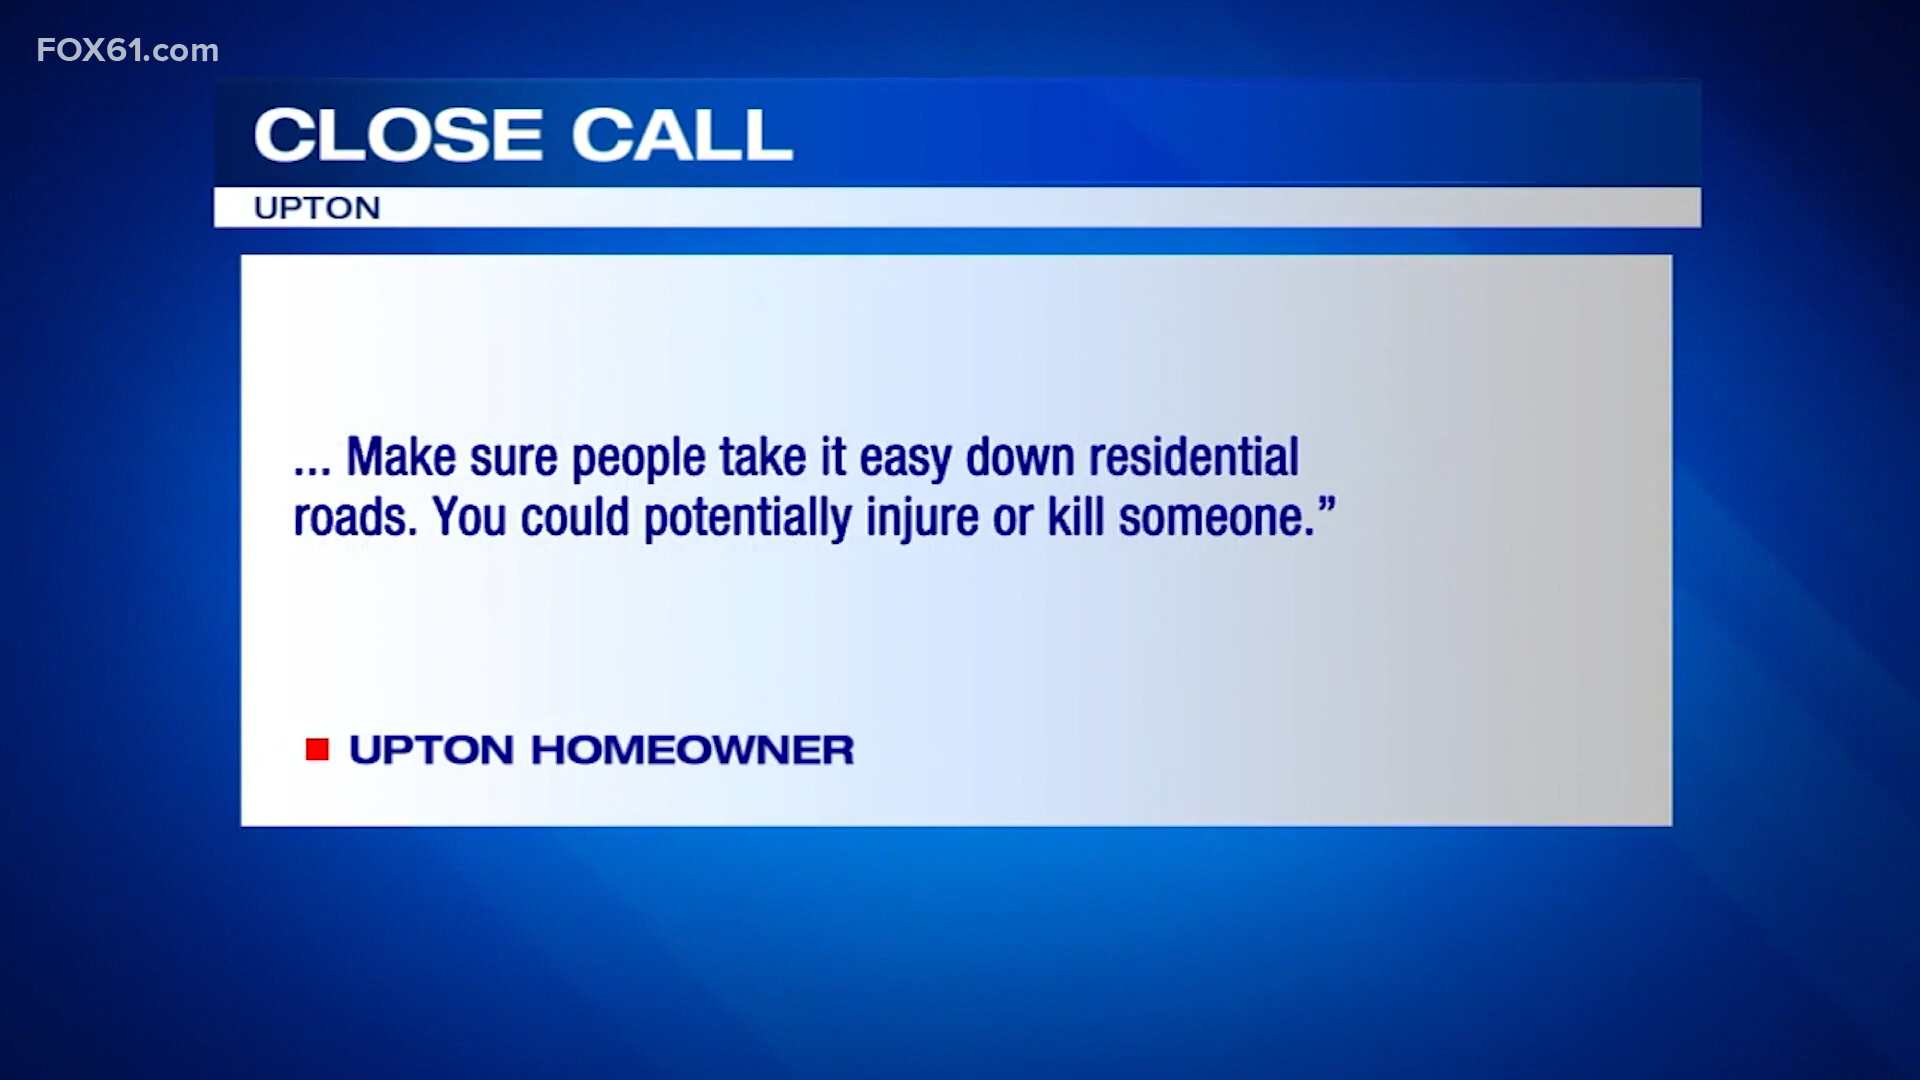 FOX61.com
CLOSE CALL
UPTON
... Make sure people take it easy down residential
roads. You could potentially injure or kill someone.”
UPTON HOMEOWNER